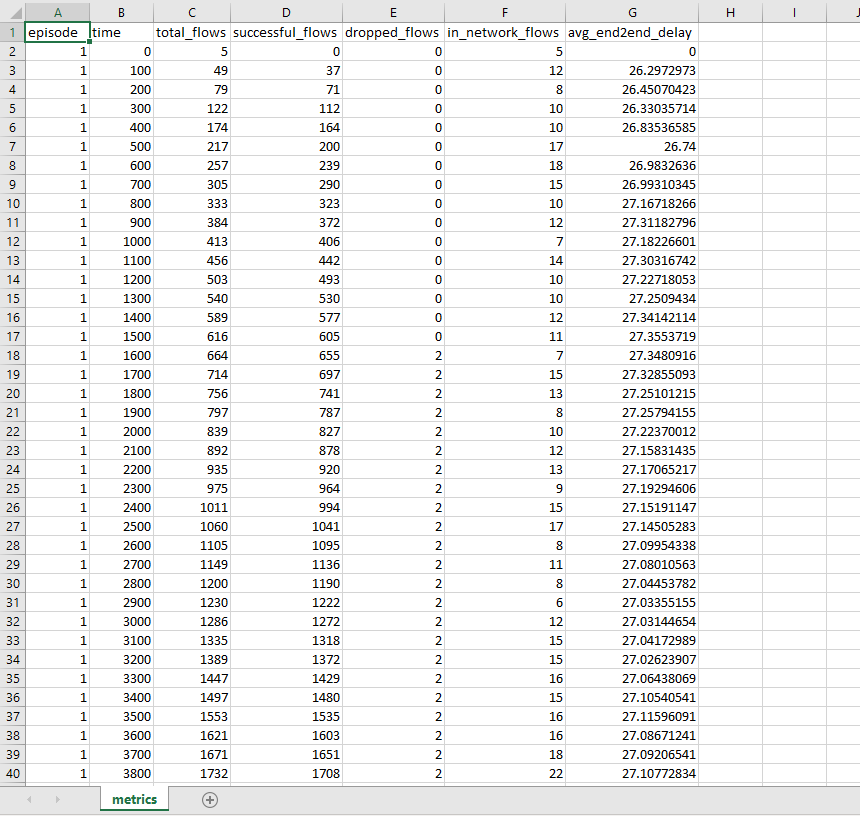 A B C D E F G H I J
1 episode time total_flows successful_flows dropped_flows in_network_flows avg_end2end_delay
2 1 0 5 0 0 5 0
3 1 100 49 37 0 12 26.2972973
4 1 200 79 71 0 8 26.45070423
5 1 300 122 112 0 10 26.33035714
6 1 400 174 164 0 10 26.83536585
7 1 500 217 200 0 17 26.74
8 1 600 257 239 0 18 26.9832636
9 1 700 305 290 0 15 26.99310345
10 1 800 333 323 0 10 27.16718266
11 1 900 384 372 0 12 27.31182796
12 1 1000 413 406 0 7 27.18226601
13 1 1100 456 442 0 14 27.30316742
14 1 1200 503 493 0 10 27.22718053
15 1 1300 540 530 0 10 27.2509434
16 1 1400 589 577 0 12 27.34142114
17 1 1500 616 605 0 11 27.3553719
18 1 1600 664 655 2 7 27.3480916
19 1 1700 714 697 2 15 27.32855093
20 1 1800 756 741 2 13 27.25101215
21 1 1900 797 787 2 8 27.25794155
22 1 2000 839 827 2 10 27.22370012
23 1 2100 892 878 2 12 27.15831435
24 1 2200 935 920 2 13 27.17065217
25 1 2300 975 964 2 9 27.19294606
26 1 2400 1011 994 2 15 27.15191147
27 1 2500 1060 1041 2 17 27.14505283
28 1 2600 1105 1095 2 8 27.09954338
29 1 2700 1149 1136 2 11 27.08010563
30 1 2800 1200 1190 2 8 27.04453782
31 1 2900 1230 1222 2 6 27.03355155
32 1 3000 1286 1272 2 12 27.03144654
33 1 3100 1335 1318 2 15 27.04172989
34 1 3200 1389 1372 2 15 27.02623907
35 1 3300 1447 1429 2 16 27.06438069
36 1 3400 1497 1480 2 15 27.10540541
37 1 3500 1553 1535 2 16 27.11596091
38 1 3600 1621 1603 2 16 27.08671241
39 1 3700 1671 1651 2 18 27.09206541
40 1 3800 1732 1708 2 22 27.10772834
metrics